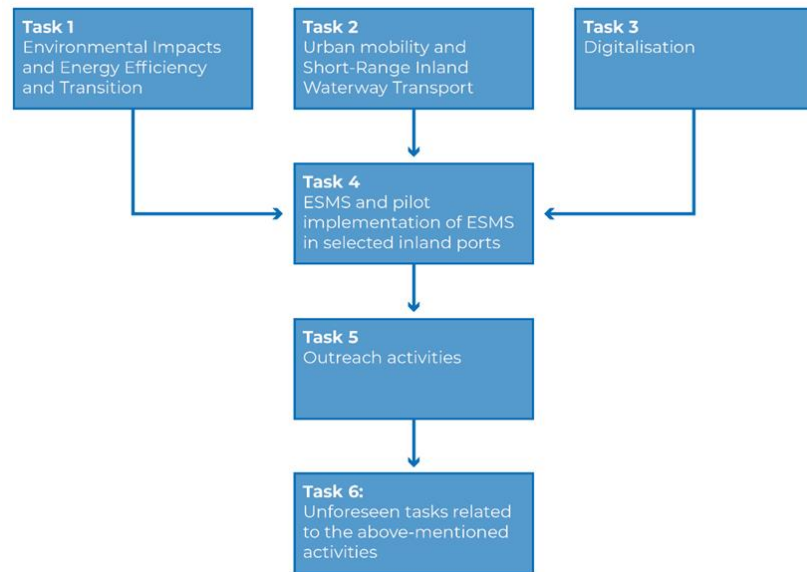 Task 1
Environmental Impacts
and Energy Efficiency
and Transition
Task 2
Urban mobility and
Short-Range Inland
Waterway Transport
Task 3
Digitalisation
Task 4
ESMS and pilot
implementation of ESMS
in selected inland ports
Task 5
Outreach activities
Task 6:
Unforeseen tasks related
to the above-mentioned
activities